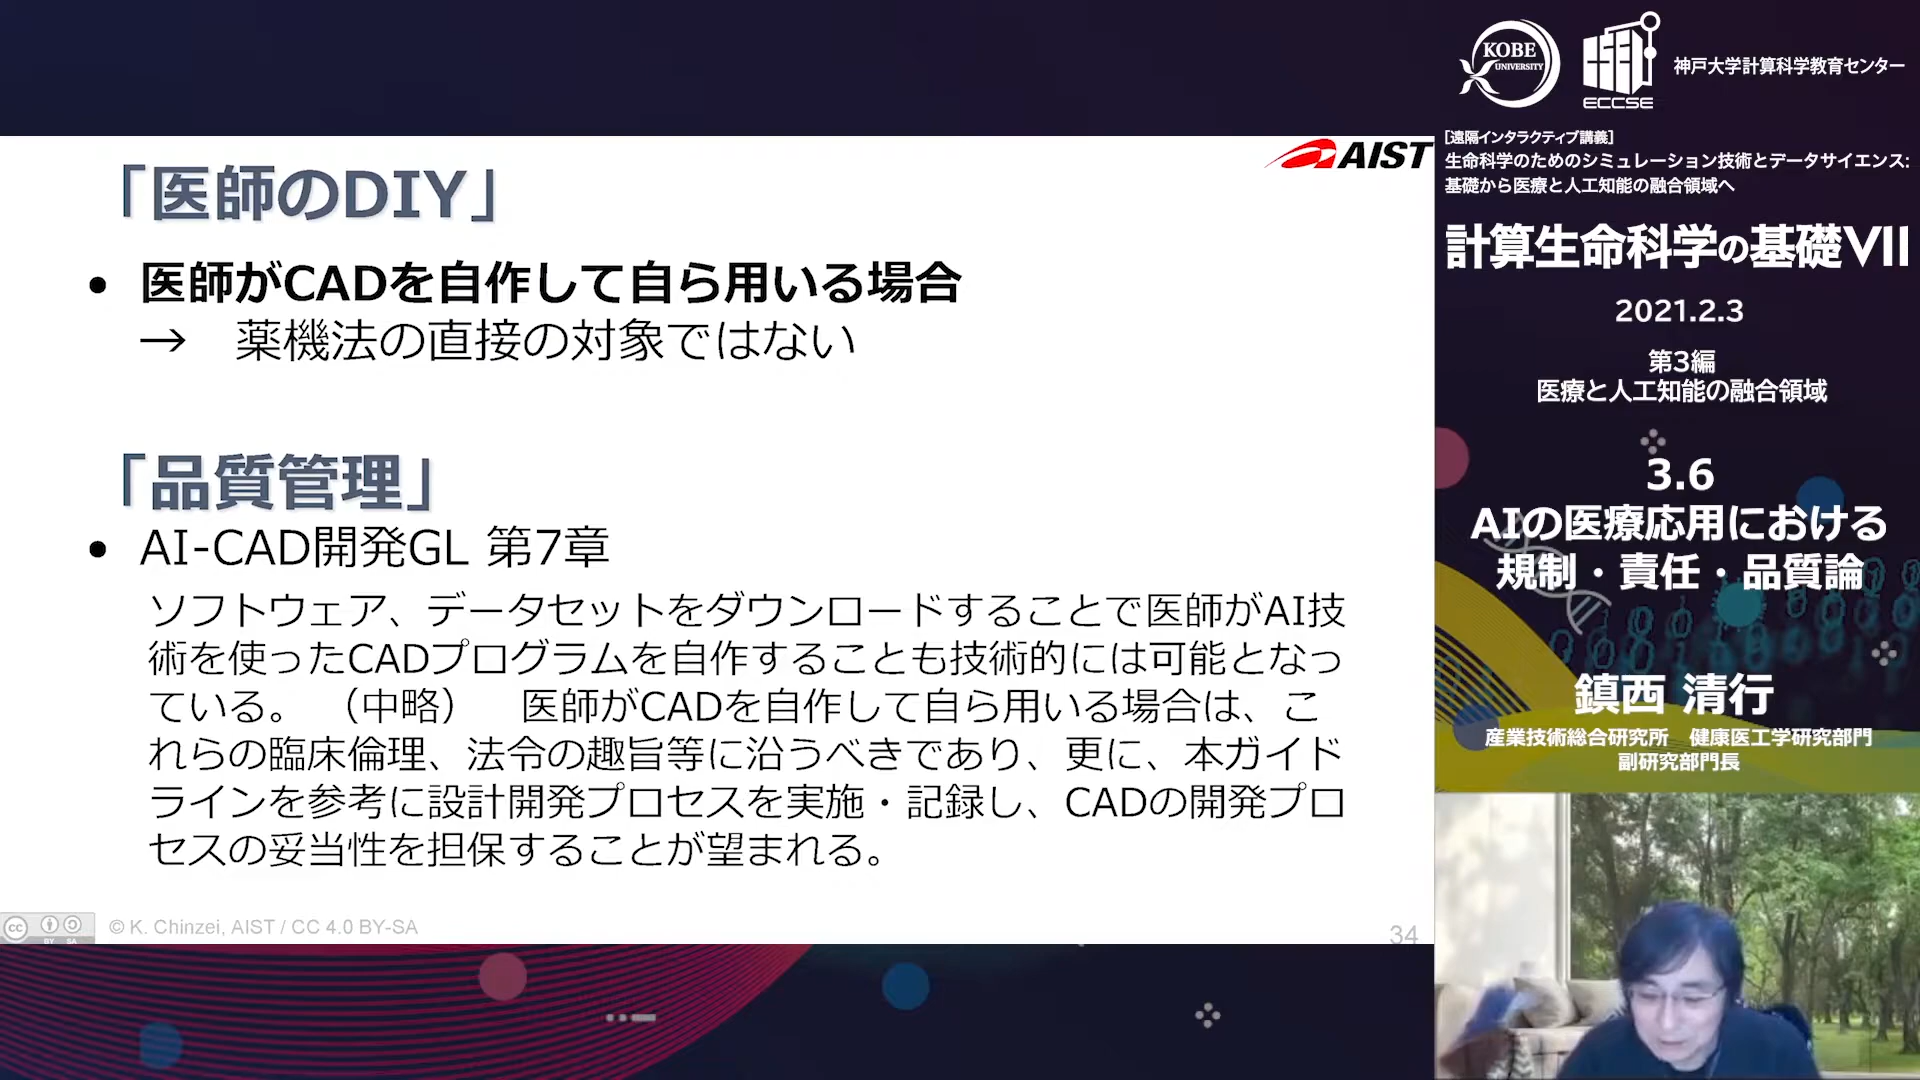 「医師のDIY」
• 医師がCADを自作して自ら用いる場合
→ 薬機法の直接の対象ではない
「品質管理」
• AI-CAD開発GL 第7章
ソフトウェア、データセットをダウンロードすることで医師がAI技
術を使ったCADプログラムを自作することも技術的には可能となっ
ている。 （中略） 医師がCADを自作して自ら用いる場合は、こ
れらの臨床倫理、法令の趣旨等に沿うべきであり、更に、本ガイド
ラインを参考に設計開発プロセスを実施・記録し、CADの開発プロ
セスの妥当性を担保することが望まれる。
cc BY SA
© K. Chinzei, AIST / CC 4.0 BY-SA
34
AIST
KOBE
UNIVERSITY
ECCSE
神戸大学計算科学教育センター
［遠隔インタラクティブ講義］
生命科学のためのシミュレーション技術とデータサイエンス:
基礎から医療と人工知能の融合領域へ
計算生命科学の基礎VII
2021.2.3
第3編
医療と人工知能の融合領域
3.6
AIの医療応用における
規制・責任・品質論
鎮西 清行
産業技術総合研究所 健康医工学研究部門
副研究部門長